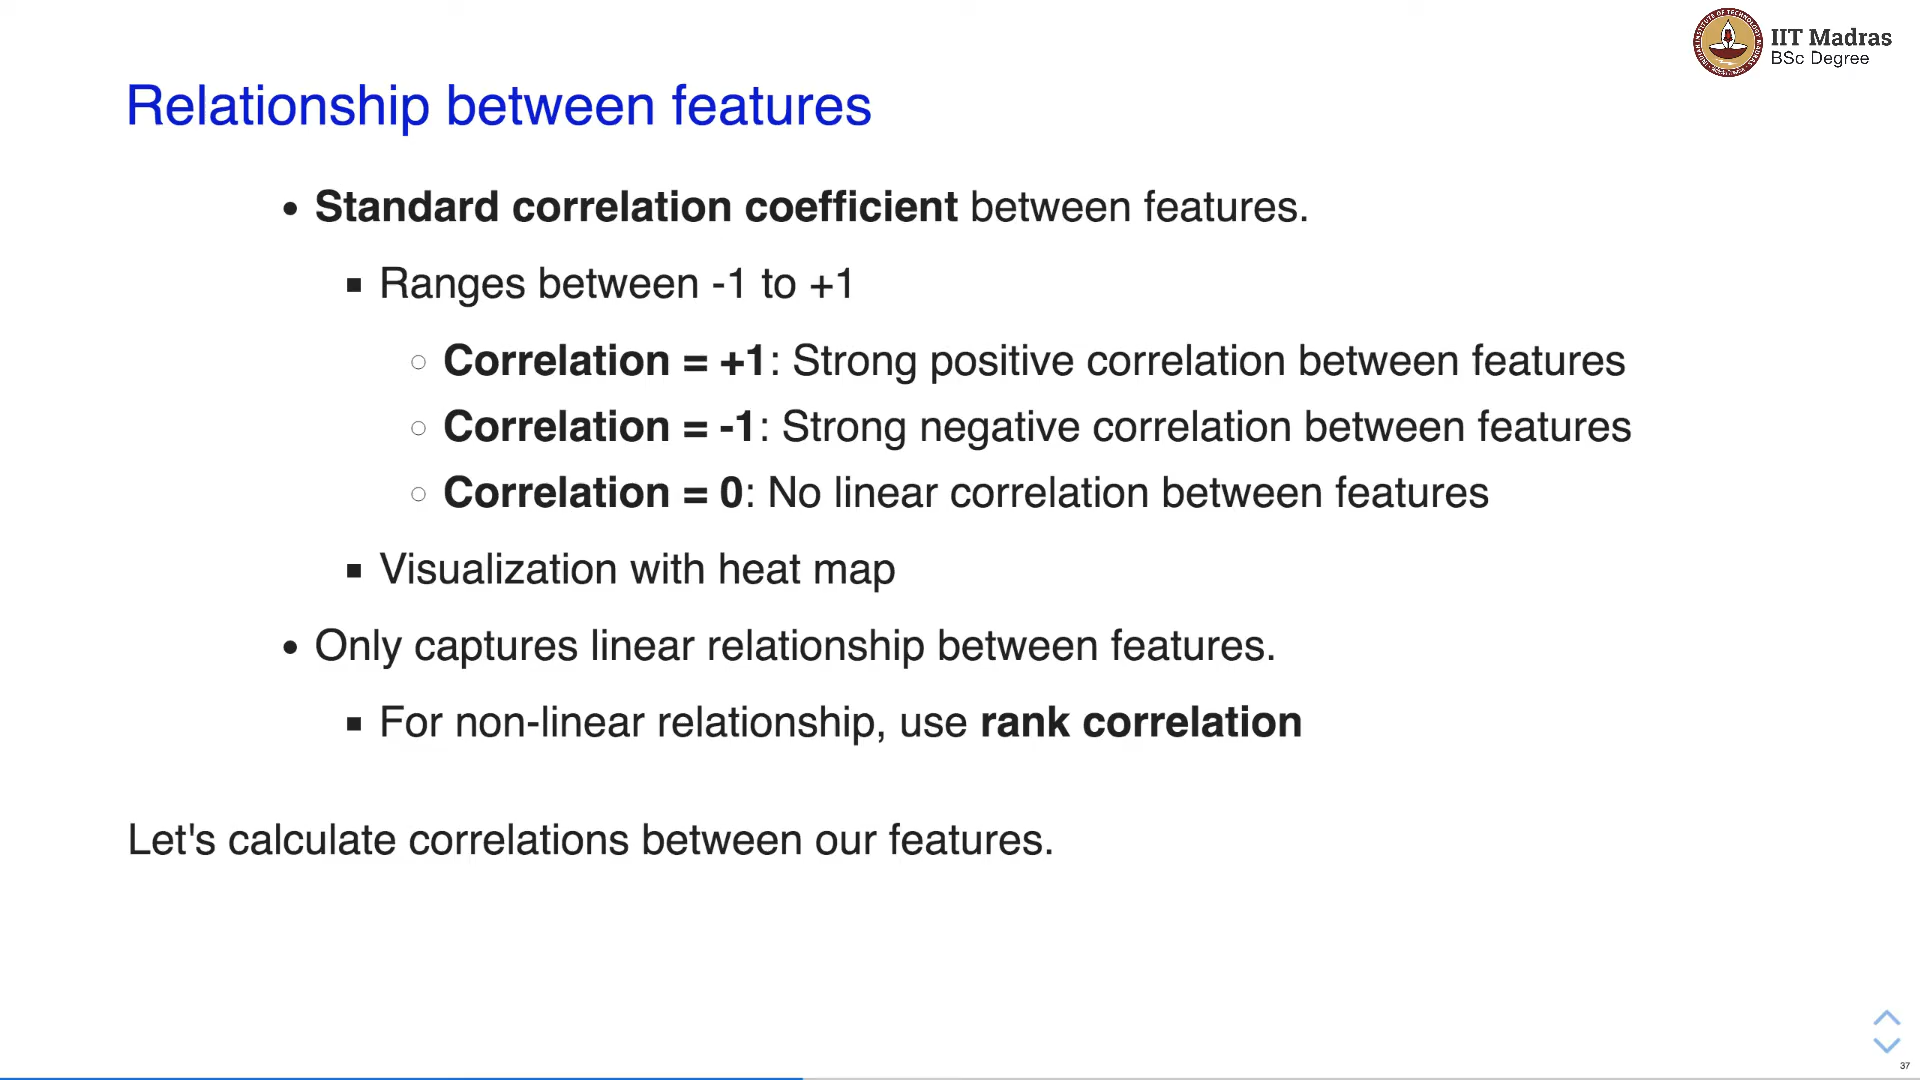 IIT Madras
BSc Degree
Relationship between features
• Standard correlation coefficient between features.
▪ Ranges between -1 to +1
○ Correlation = +1: Strong positive correlation between features
○ Correlation = -1: Strong negative correlation between features
○ Correlation = 0: No linear correlation between features
▪ Visualization with heat map
• Only captures linear relationship between features.
▪ For non-linear relationship, use rank correlation
Let's calculate correlations between our features.
37